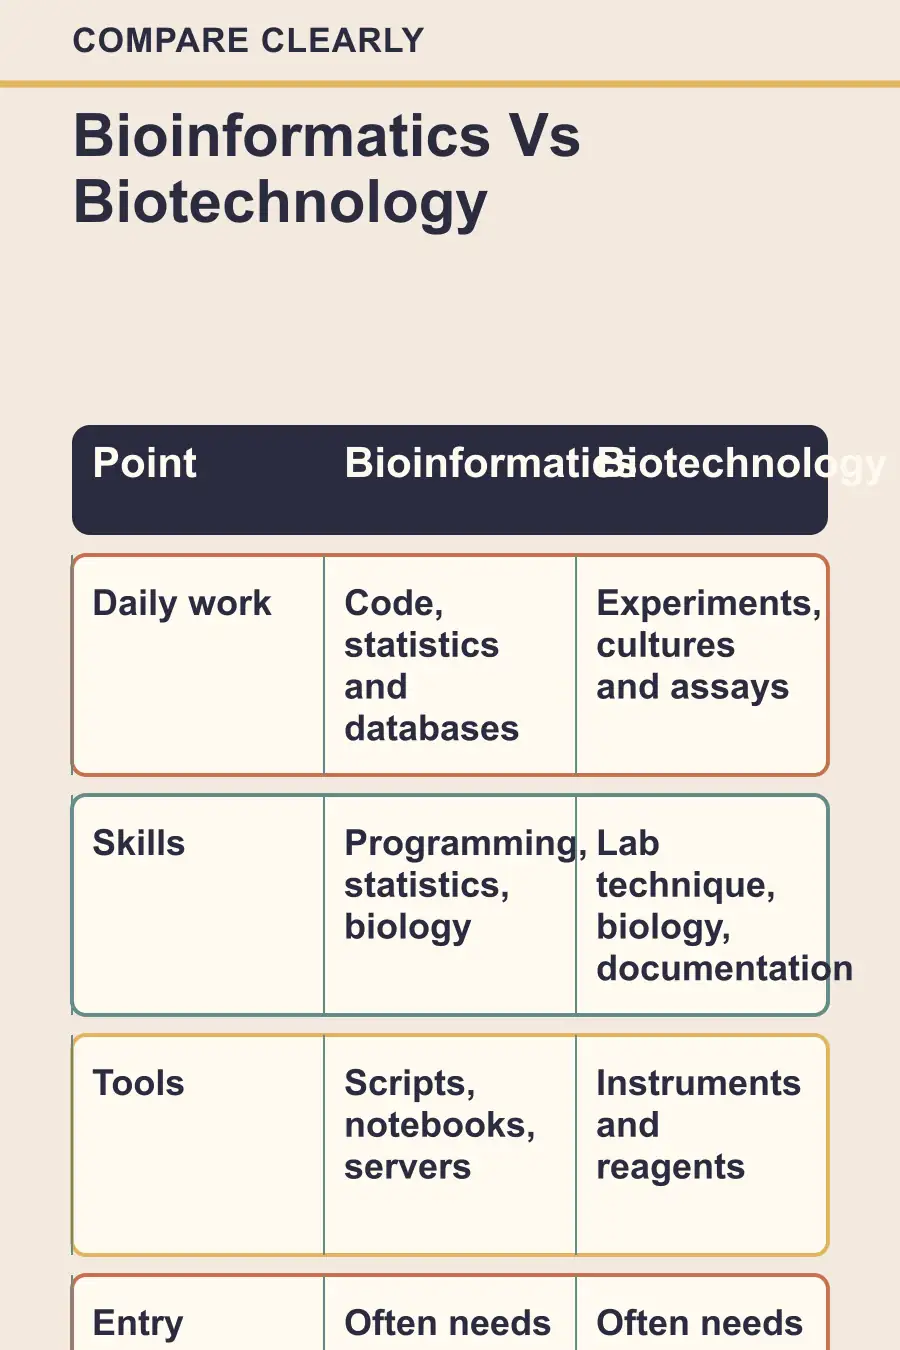 COMPARE CLEARLY
Bioinformatics Vs
Biotechnology
Point
Bioinformatics
Biotechnology
Daily work
Code,
statistics
and
databases
Experiments,
cultures
and assays
Skills
Programming,
statistics,
biology
Lab
technique,
biology,
documentation
Tools
Scripts,
notebooks,
servers
Instruments
and
reagents
Entry
Often needs
Often needs